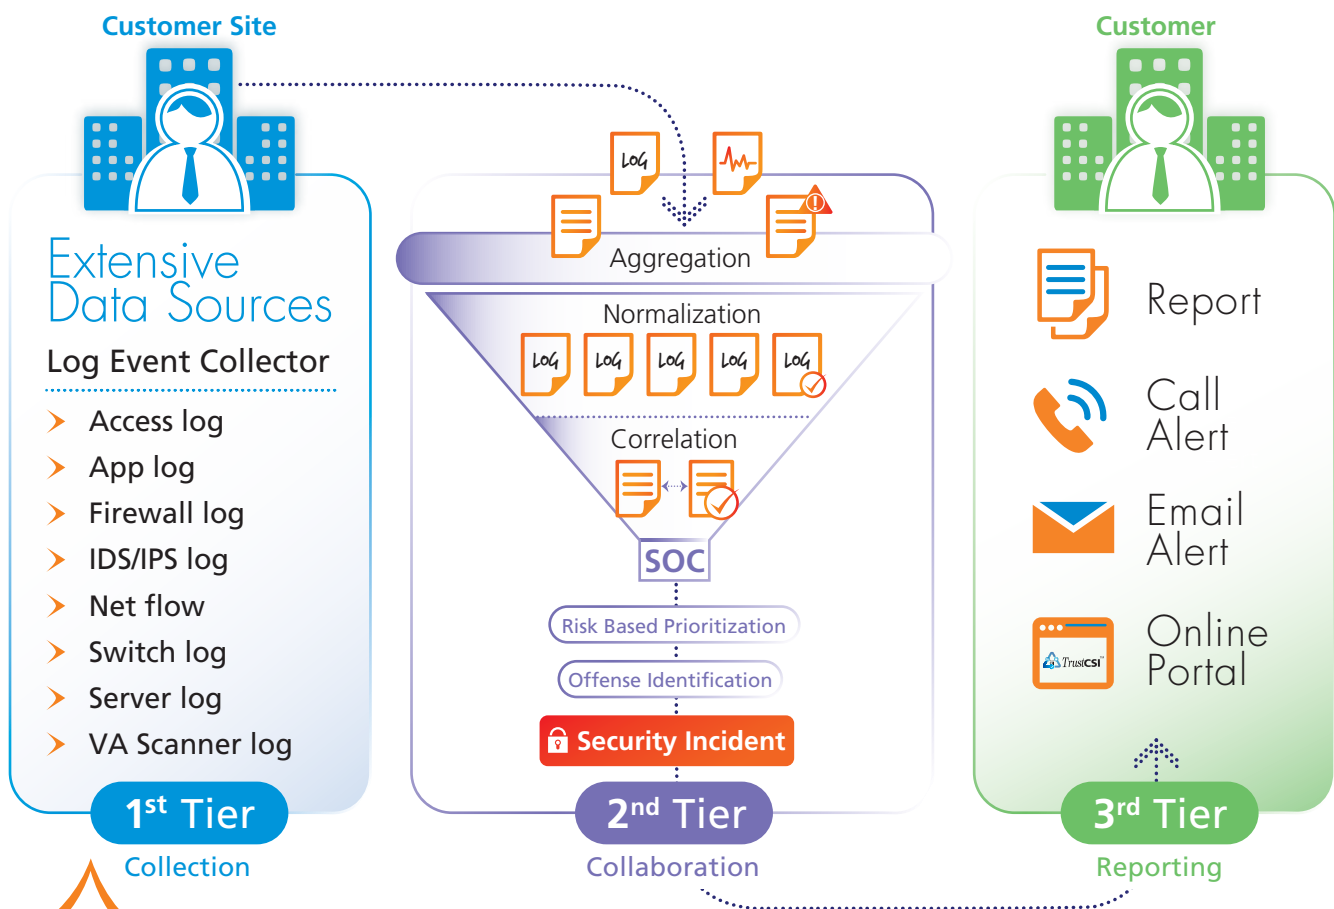 Customer Site
Extensive
Data Sources
Log Event Collector
Access log
App log
Firewall log
IDS/IPS log
Net flow
Switch log
Server log
VA Scanner log
1st Tier
Collection
LOG
Aggregation
Normalization
LOG LOG LOG LOG LOG
Correlation
SOC
Risk Based Prioritization
Offense Identification
Security Incident
2nd Tier
Collaboration
Customer
Report
Call
Alert
Email
Alert
Online
Portal
TrustCSI™
3rd Tier
Reporting